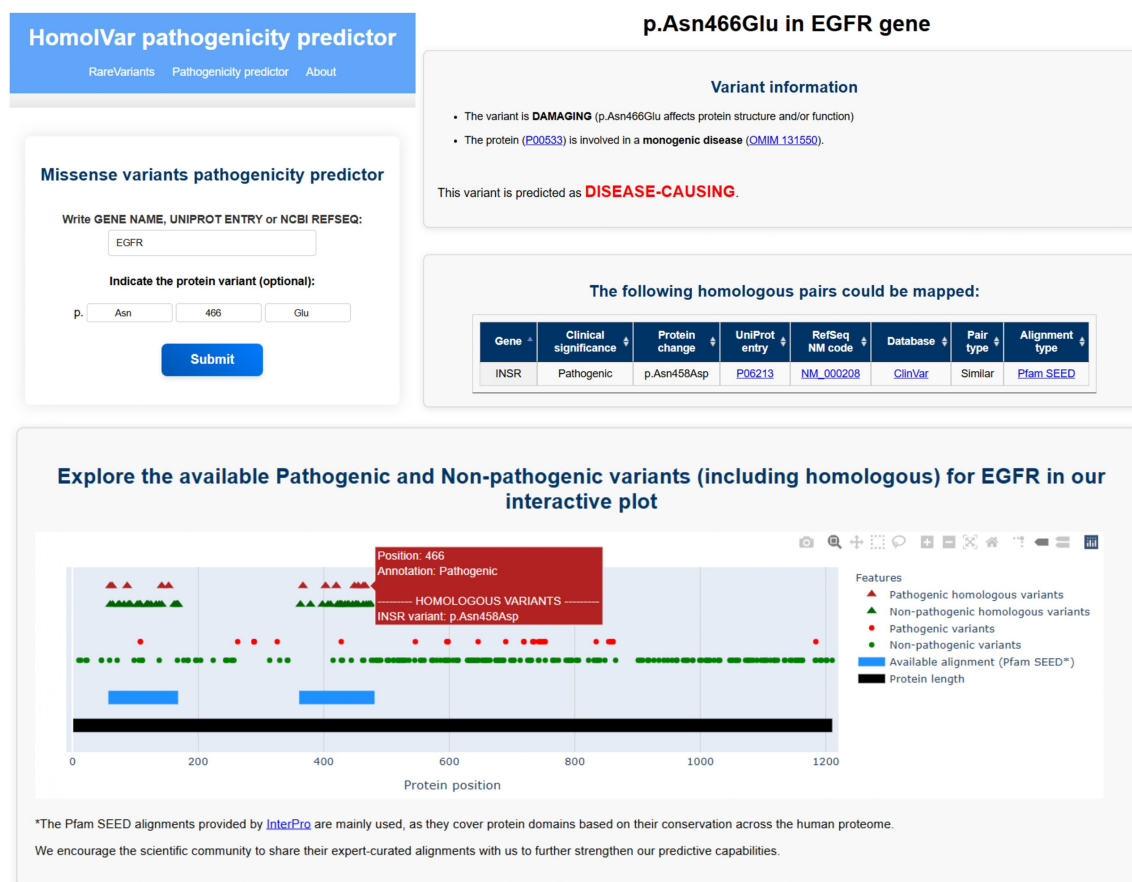 HomolVar pathogenicity predictor
RareVariants Pathogenicity predictor About
Missense variants pathogenicity predictor
Write GENE NAME, UNIPROT ENTRY or NCBI REFSEQ:
EGFR
Indicate the protein variant (optional):
p. Asn 466 Glu
Submit
p.Asn466Glu in EGFR gene
Variant information
• The variant is DAMAGING (p.Asn466Glu affects protein structure and/or function)
• The protein (P00533) is involved in a monogenic disease (OMIM 131550).
This variant is predicted as DISEASE-CAUSING.
The following homologous pairs could be mapped:
Gene Clinical significance Protein change UniProt entry RefSeq NM code Database Pair type Alignment type
INSR Pathogenic p.Asn458Asp P06213 NM_000208 ClinVar Similar Pfam SEED
Explore the available Pathogenic and Non-pathogenic variants (including homologous) for EGFR in our
interactive plot
Position: 466
Annotation: Pathogenic
--------- HOMOLOGOUS VARIANTS ---------
INSR variant: p.Asn458Asp
Features
Pathogenic homologous variants
Non-pathogenic homologous variants
Pathogenic variants
Non-pathogenic variants
Available alignment (Pfam SEED*)
Protein length
0 200 400 600 800 1000 1200
Protein position
*The Pfam SEED alignments provided by InterPro are mainly used, as they cover protein domains based on their conservation across the human proteome.
We encourage the scientific community to share their expert-curated alignments with us to further strengthen our predictive capabilities.